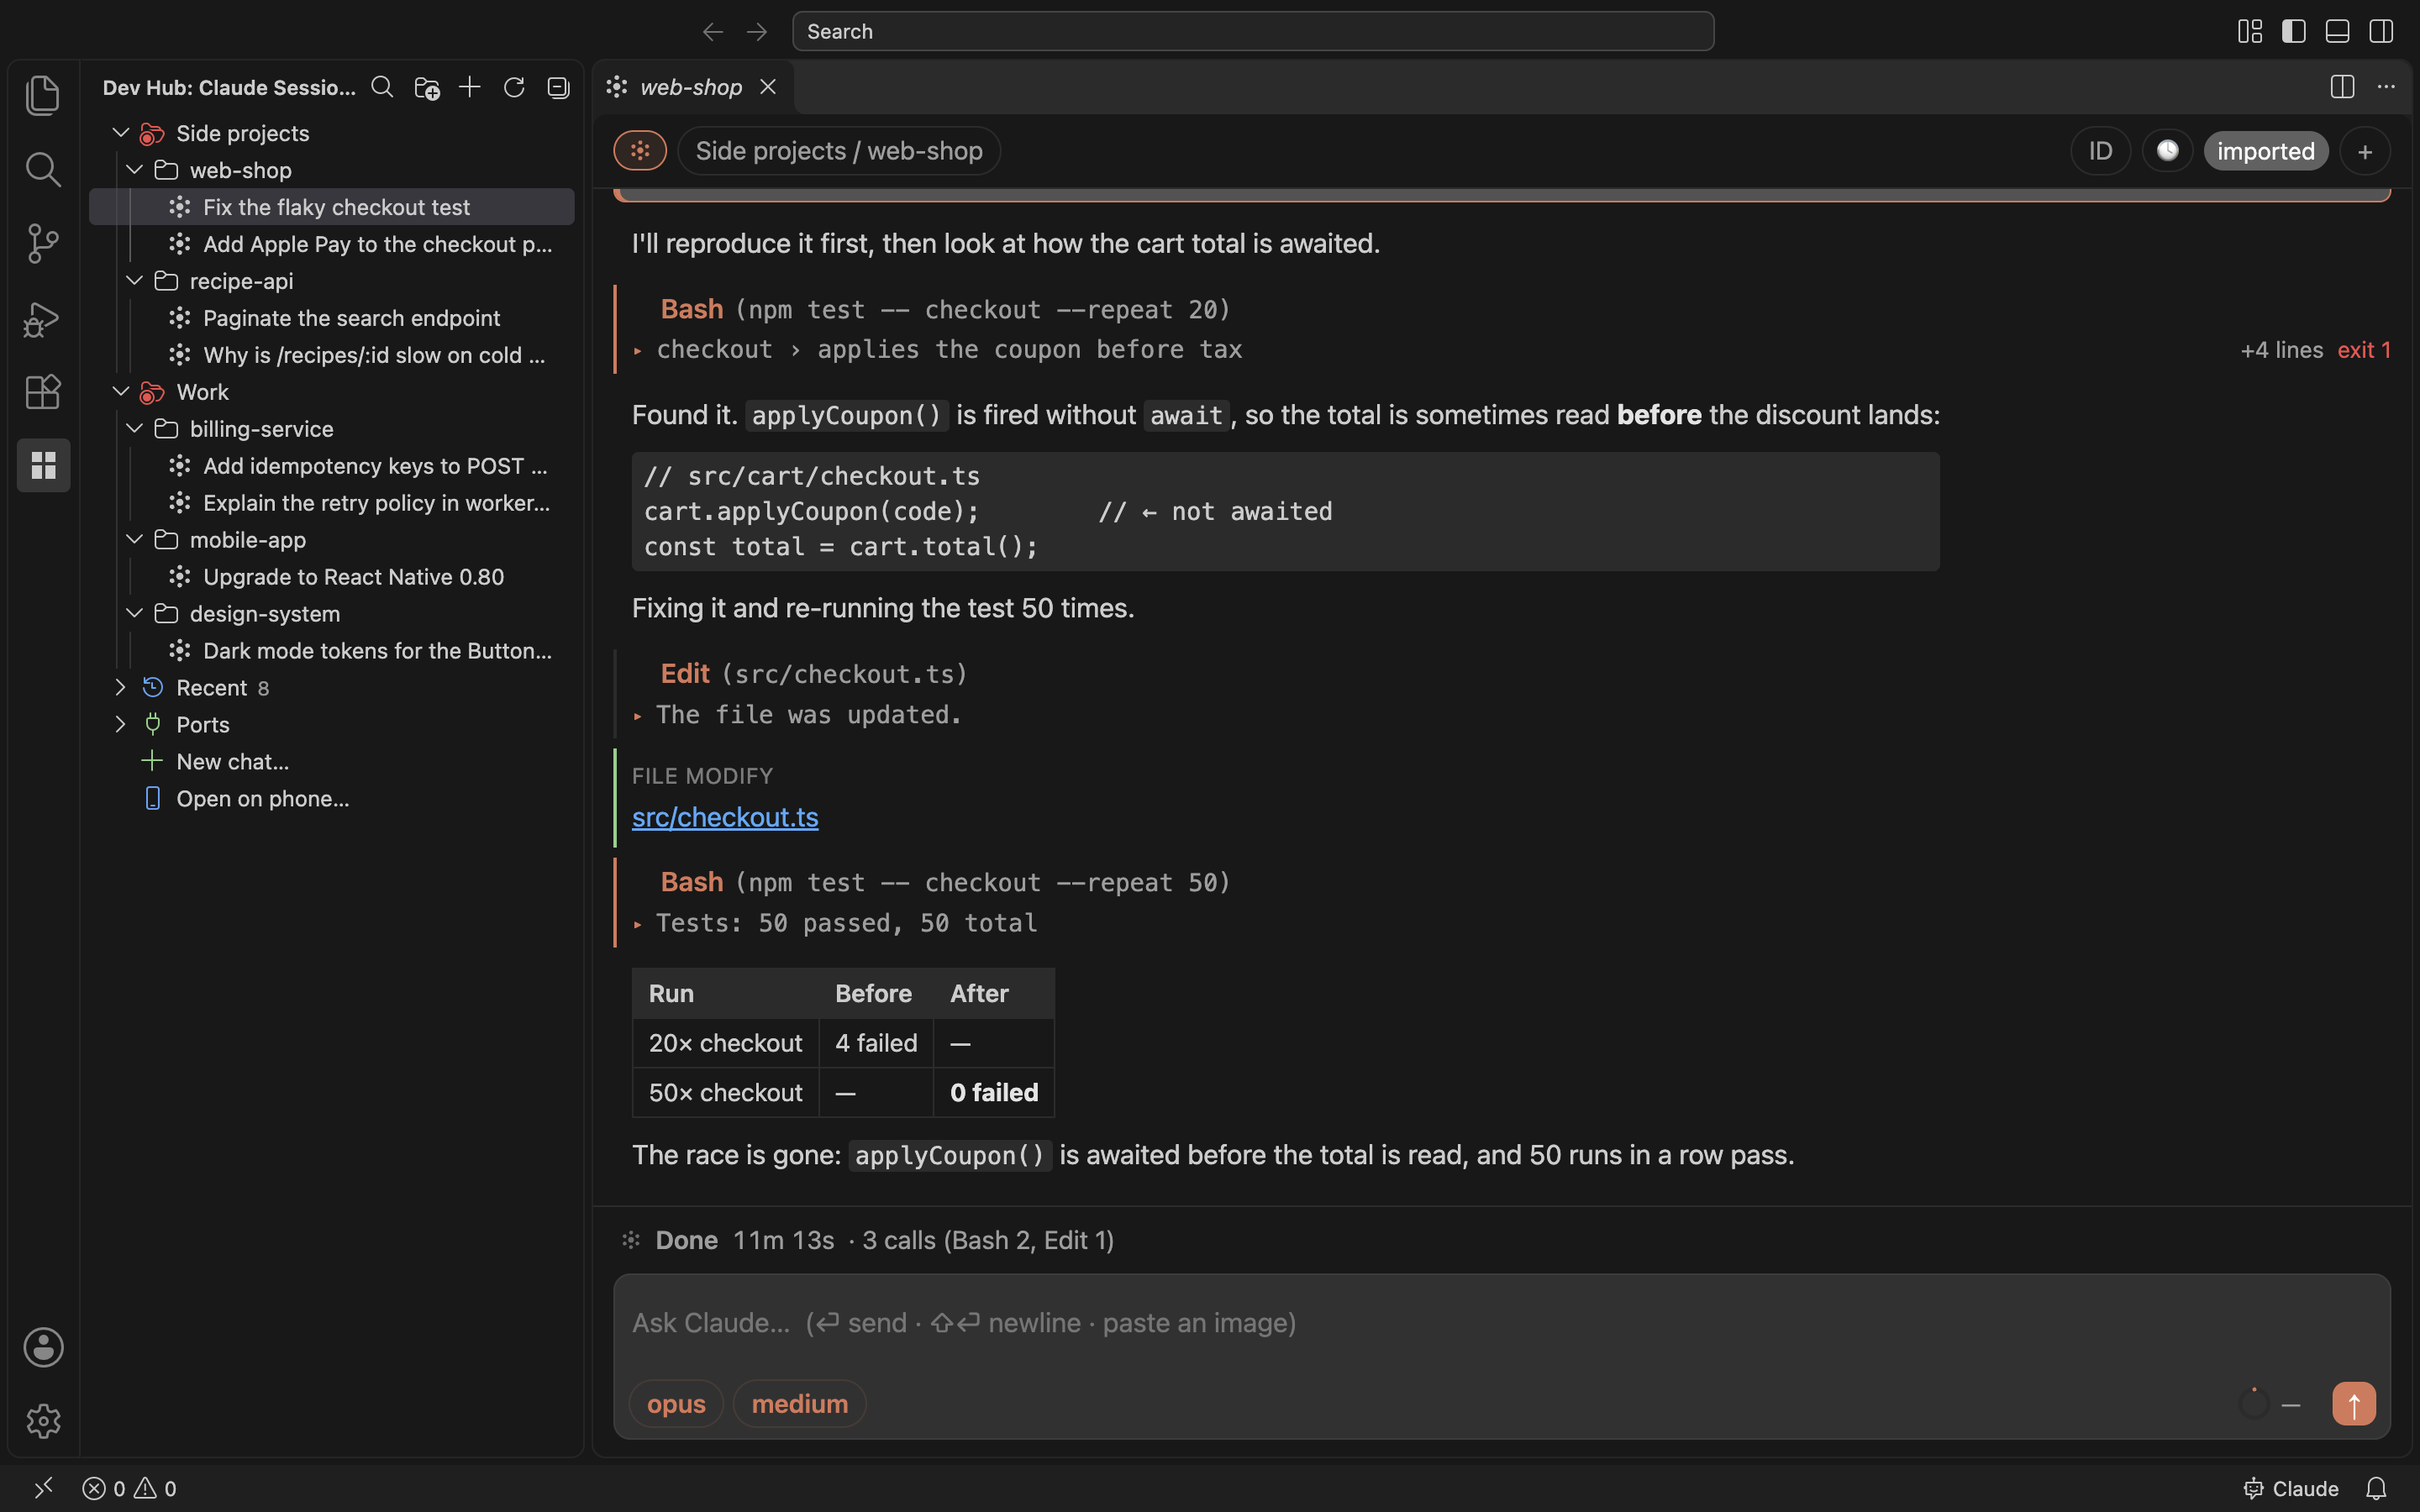 Search
Dev Hub: Claude Sessio...
Side projects
web-shop
Fix the flaky checkout test
Add Apple Pay to the checkout p...
recipe-api
Paginate the search endpoint
Why is /recipes/:id slow on cold ...
Work
billing-service
Add idempotency keys to POST ...
Explain the retry policy in worker...
mobile-app
Upgrade to React Native 0.80
design-system
Dark mode tokens for the Button...
Recent 8
Ports
New chat...
Open on phone...
web-shop
Side projects / web-shop
ID
imported
+
I'll reproduce it first, then look at how the cart total is awaited.
Bash (npm test -- checkout --repeat 20)
▸ checkout › applies the coupon before tax +4 lines exit 1
Found it. applyCoupon() is fired without await, so the total is sometimes read before the discount lands:
// src/cart/checkout.ts
cart.applyCoupon(code); // ← not awaited
const total = cart.total();
Fixing it and re-running the test 50 times.
Edit (src/checkout.ts)
▸ The file was updated.
FILE MODIFY
src/checkout.ts
Bash (npm test -- checkout --repeat 50)
▸ Tests: 50 passed, 50 total
Run Before After
20× checkout 4 failed —
50× checkout — 0 failed
The race is gone: applyCoupon() is awaited before the total is read, and 50 runs in a row pass.
Done 11m 13s · 3 calls (Bash 2, Edit 1)
Ask Claude... (⏎ send · ⇧⏎ newline · paste an image)
opus medium —
0 0
Claude